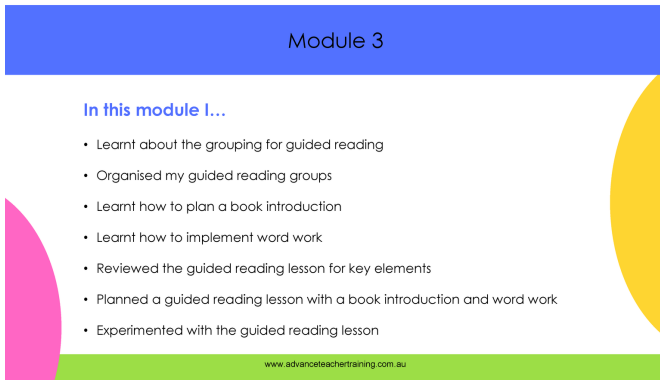 Module 3
In this module I…
• Learnt about the grouping for guided reading
• Organised my guided reading groups
• Learnt how to plan a book introduction
• Learnt how to implement word work
• Reviewed the guided reading lesson for key elements
• Planned a guided reading lesson with a book introduction and word work
• Experimented with the guided reading lesson
www.advanceteachertraining.com.au